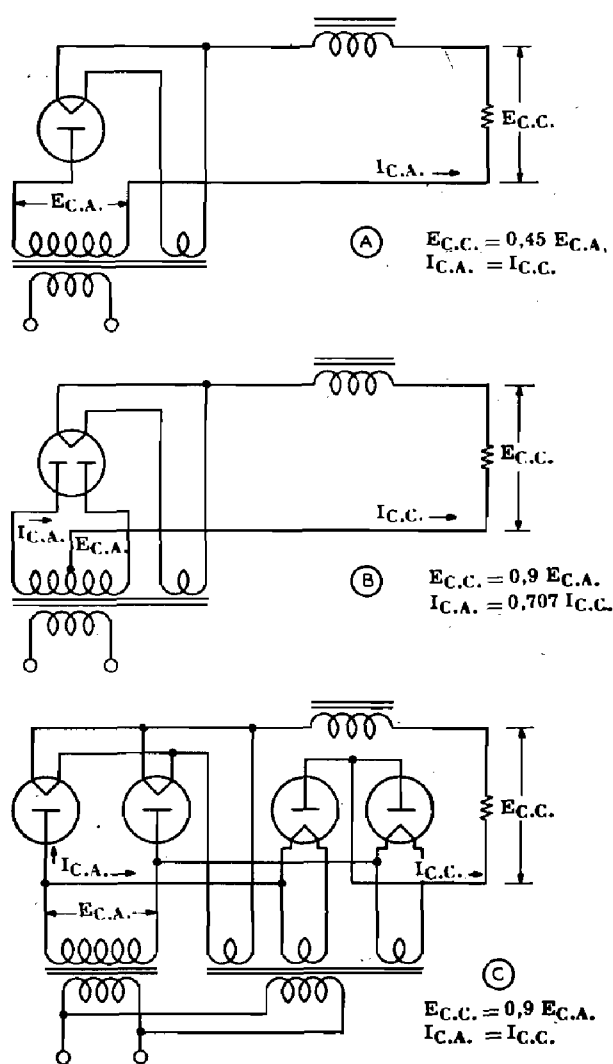 E C.C.
I C.A.
E C.A.
A
E C.C. = 0,45 E C.A.
I C.A. = I C.C.
E C.C.
I C.A.
E C.A.
I C.C.
B
E C.C. = 0,9 E C.A.
I C.A. = 0,707 I C.C.
E C.C.
I C.A.
I C.C.
E C.A.
C
E C.C. = 0,9 E C.A.
I C.A. = I C.C.